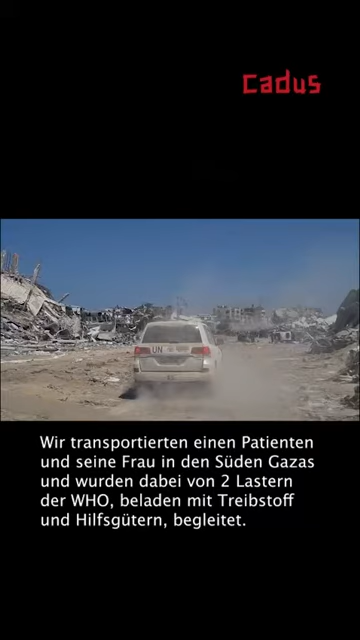 cadus
UN
Wir transportierten einen Patienten
und seine Frau in den Süden Gazas
und wurden dabei von 2 Lastern
der WHO, beladen mit Treibstoff
und Hilfsgütern, begleitet.